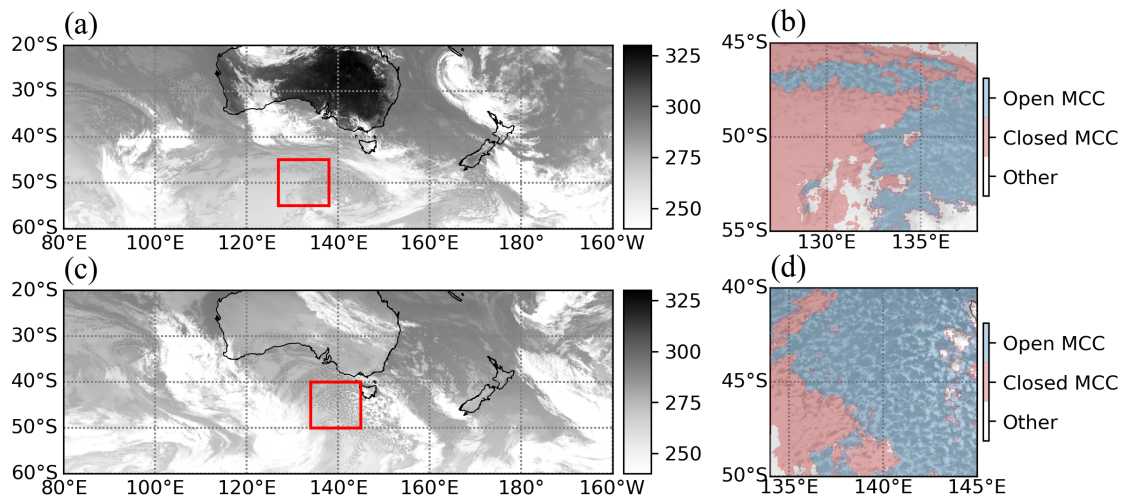 (a)
20°S
30°S
40°S
50°S
60°S
80°E 100°E 120°E 140°E 160°E 180° 160°W
325
300
275
250
(b)
45°S
50°S
55°S
130°E 135°E
Open MCC
Closed MCC
Other
(c)
20°S
30°S
40°S
50°S
60°S
80°E 100°E 120°E 140°E 160°E 180° 160°W
325
300
275
250
(d)
40°S
45°S
50°S
135°E 140°E 145°E
Open MCC
Closed MCC
Other